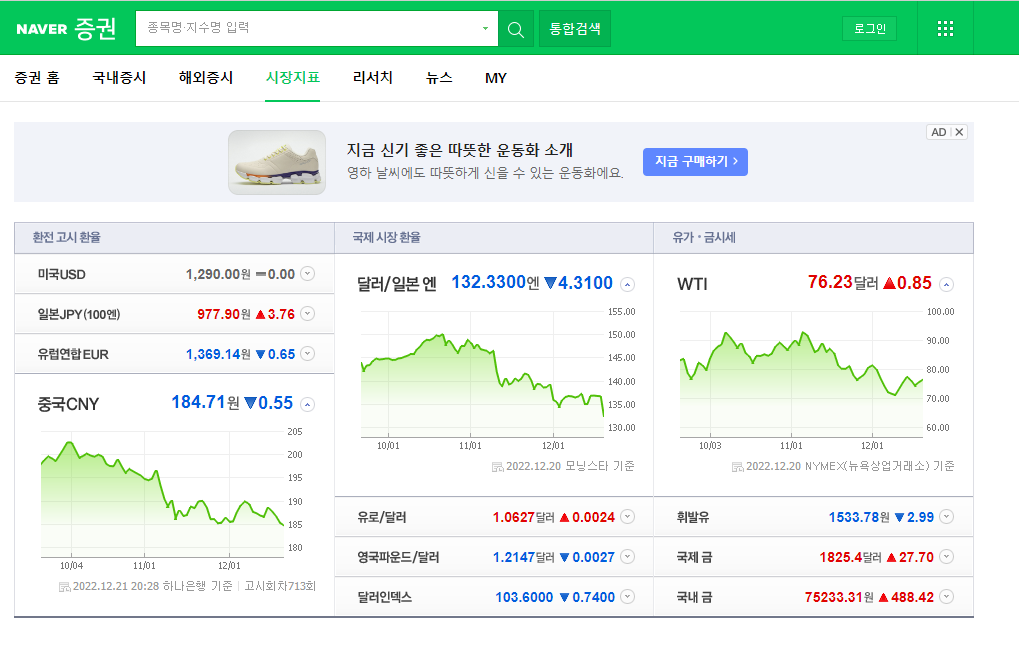 NAVER 증권
종목명·지수명 입력
통합검색
로그인
증권 홈 국내증시 해외증시 시장지표 리서치 뉴스 MY
AD
지금 신기 좋은 따뜻한 운동화 소개
영하 날씨에도 따뜻하게 신을 수 있는 운동화에요.
지금 구매하기 >
환전 고시 환율
미국USD 1,290.00원 0.00
일본JPY(100엔) 977.90원 ▲3.76
유럽연합EUR 1,369.14원 ▼0.65
중국CNY 184.71원 ▼0.55
205
200
195
190
185
180
10/04 11/01 12/01
2022.12.21 20:28 하나은행 기준 | 고시회차713회
국제 시장 환율
달러/일본 엔 132.3300엔 ▼4.3100
155.00
150.00
145.00
140.00
135.00
130.00
10/01 11/01 12/01
2022.12.20 모닝스타 기준
유로/달러 1.0627달러 ▲0.0024
영국파운드/달러 1.2147달러 ▼0.0027
달러인덱스 103.6000 ▼0.7400
유가·금시세
WTI 76.23달러 ▲0.85
100.00
90.00
80.00
70.00
60.00
10/03 11/01 12/01
2022.12.20 NYMEX(뉴욕상업거래소) 기준
휘발유 1533.78원 ▼2.99
국제 금 1825.4달러 ▲27.70
국내 금 75233.31원 ▲488.42